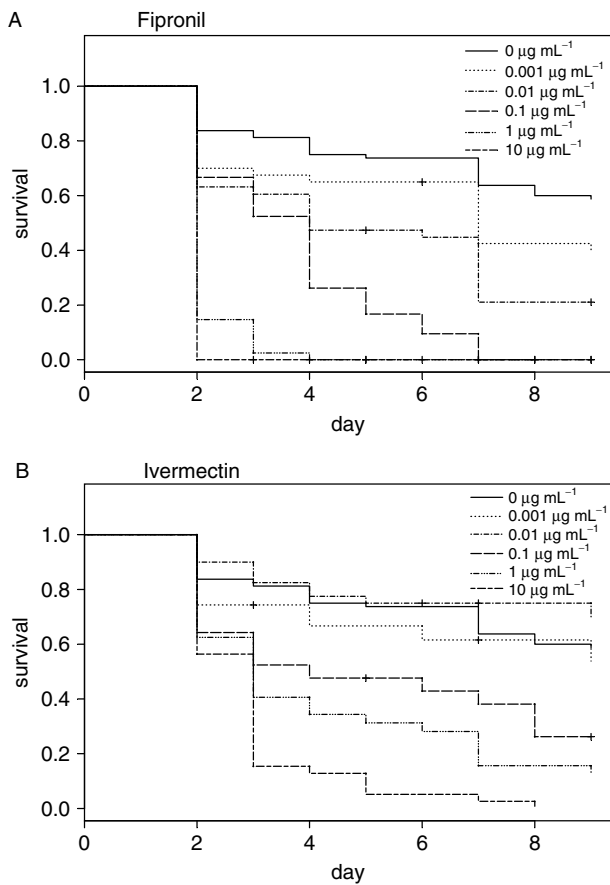 A
Fipronil
0 μg mL⁻¹
0.001 μg mL⁻¹
0.01 μg mL⁻¹
0.1 μg mL⁻¹
1 μg mL⁻¹
10 μg mL⁻¹
1.0
0.8
0.6
0.4
0.2
0.0
survival
0 2 4 6 8
day
B
Ivermectin
0 μg mL⁻¹
0.001 μg mL⁻¹
0.01 μg mL⁻¹
0.1 μg mL⁻¹
1 μg mL⁻¹
10 μg mL⁻¹
1.0
0.8
0.6
0.4
0.2
0.0
survival
0 2 4 6 8
day